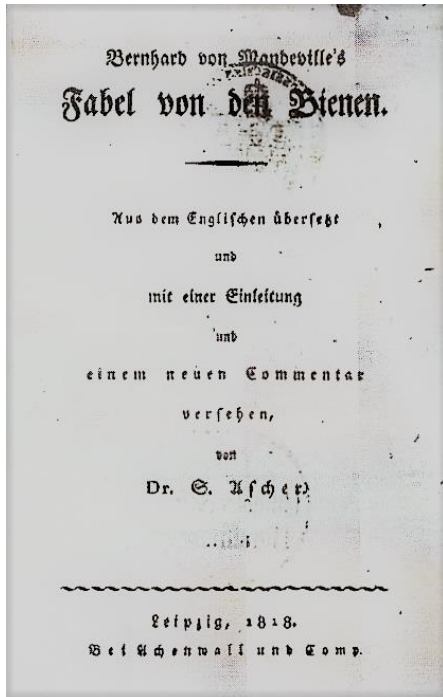 Bernhard von Mandeville's
Fabel von den Bienen.
Aus dem Englischen übersetzt
und
mit einer Einleitung
und
einem neuen Commentar
versehen,
von
Dr. S. Ascher.
Leipzig, 1818.
Bei Achenwall und Comp.